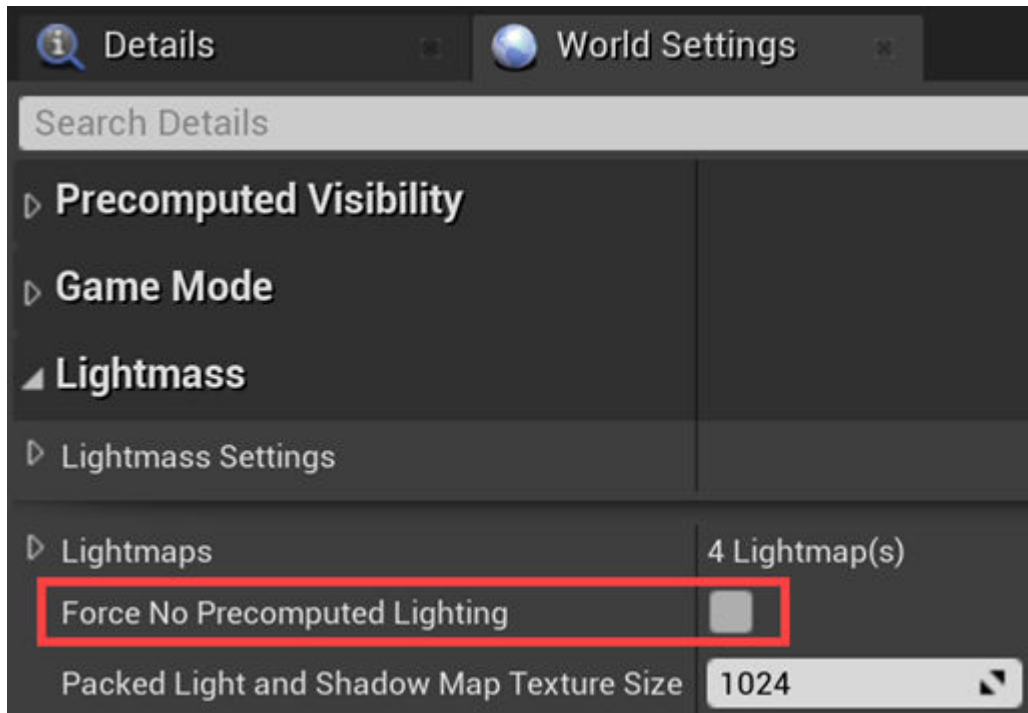 Details
World Settings
Search Details
Precomputed Visibility
Game Mode
Lightmass
Lightmass Settings
Lightmaps 4 Lightmap(s)
Force No Precomputed Lighting
Packed Light and Shadow Map Texture Size 1024